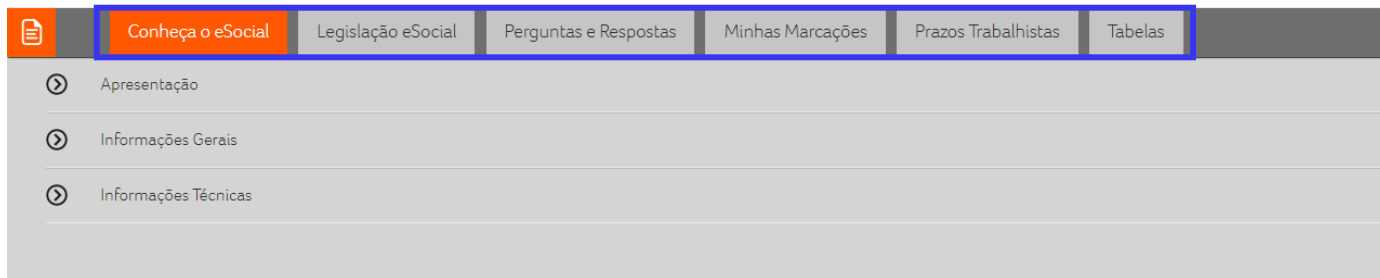 Conheça o eSocial Legislação eSocial Perguntas e Respostas Minhas Marcações Prazos Trabalhistas Tabelas
Apresentação
Informações Gerais
Informações Técnicas